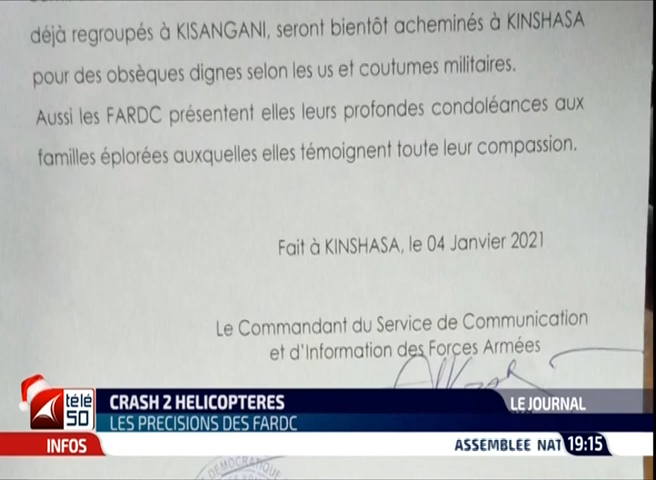 déjà regroupés à KISANGANI, seront bientôt acheminés à KINSHASA
pour des obsèques dignes selon les us et coutumes militaires.
Aussi les FARDC présentent elles leurs profondes condoléances aux
familles éplorées auxquelles elles témoignent toute leur compassion.
Fait à KINSHASA, le 04 Janvier 2021
Le Commandant du Service de Communication
et d'Information des Forces Armées
télé
50
CRASH 2 HELICOPTERES
LE JOURNAL
LES PRECISIONS DES FARDC
INFOS
ASSEMBLEE NAT 19:15
DEMOCRATIQUE